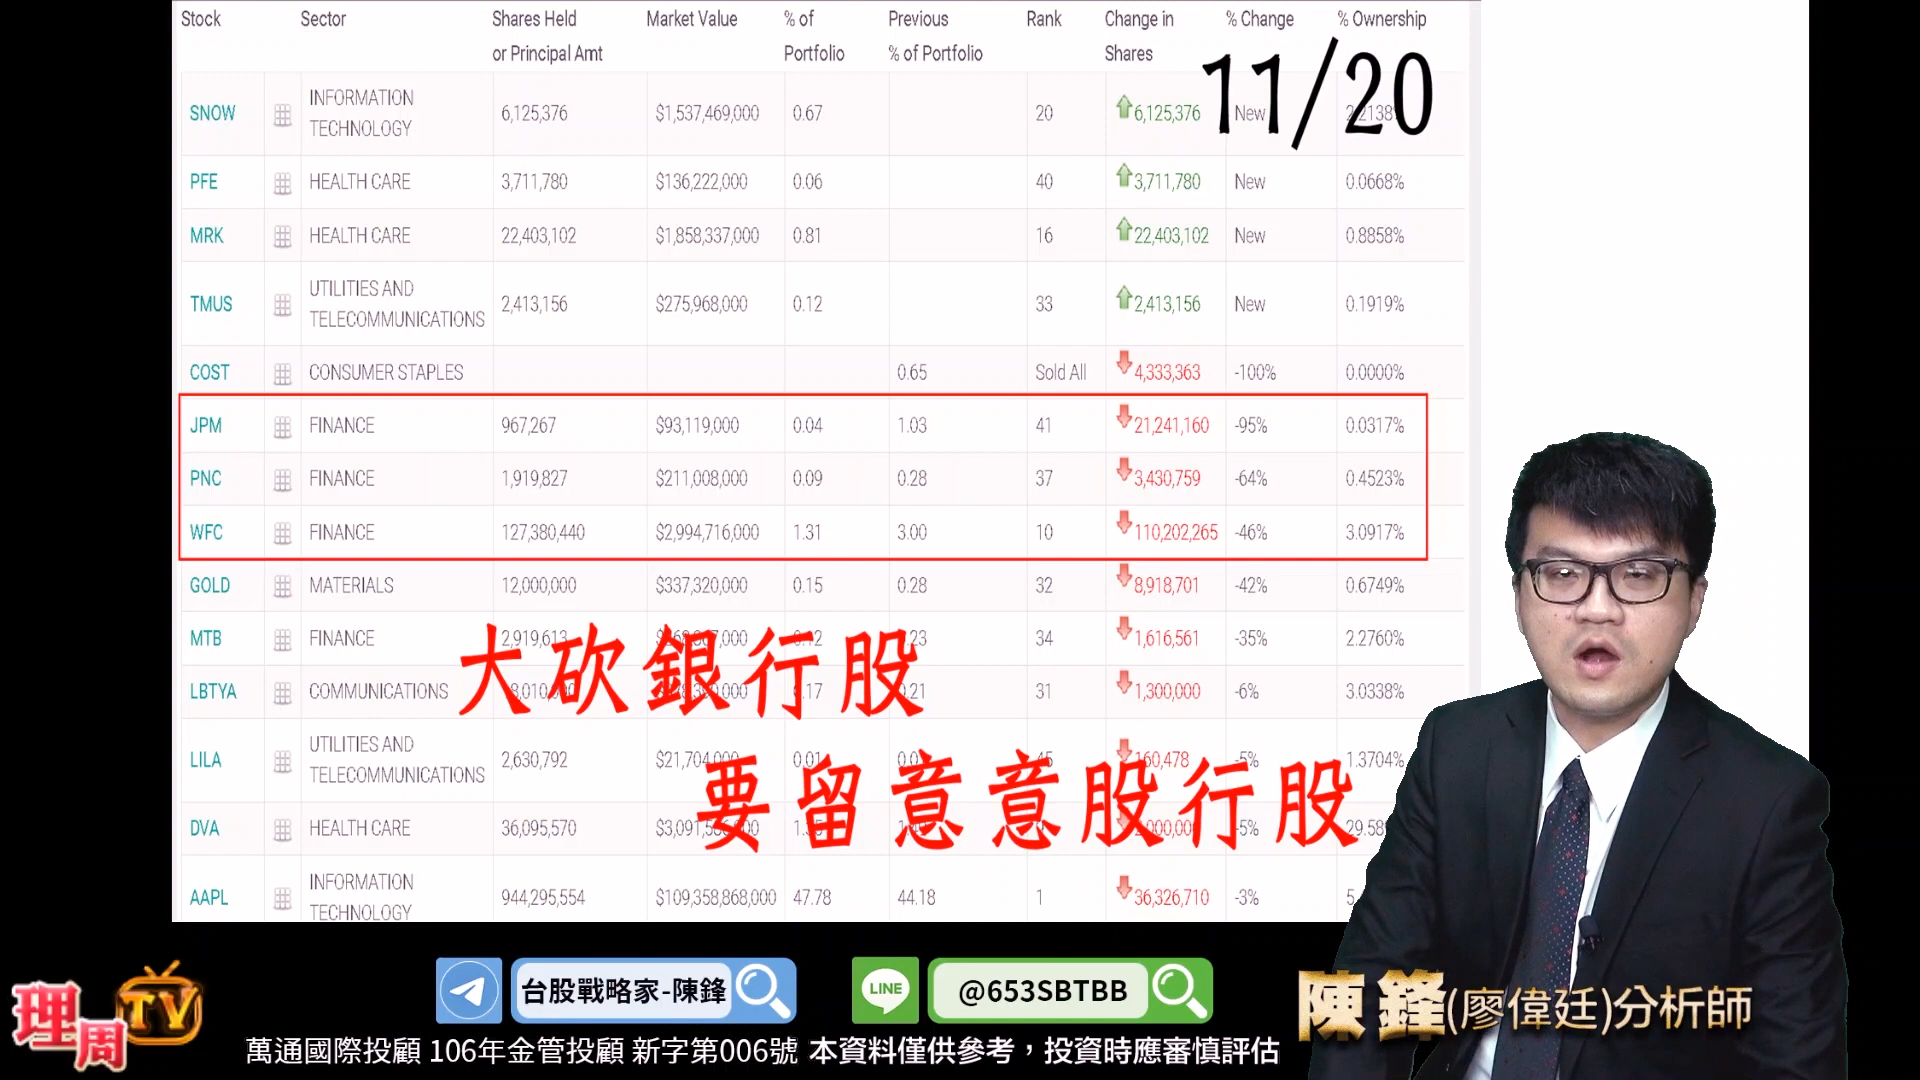 Stock Sector Shares Held or Principal Amt Market Value % of Portfolio Previous % of Portfolio Rank Change in Shares % Change % Ownership
11/20
SNOW INFORMATION TECHNOLOGY 6,125,376 $1,537,469,000 0.67 20 6,125,376 New
PFE HEALTH CARE 3,711,780 $136,222,000 0.06 40 3,711,780 New 0.0668%
MRK HEALTH CARE 22,403,102 $1,858,337,000 0.81 16 22,403,102 New 0.8858%
TMUS UTILITIES AND TELECOMMUNICATIONS 2,413,156 $275,968,000 0.12 33 2,413,156 New 0.1919%
COST CONSUMER STAPLES 0.65 Sold All 4,333,363 -100% 0.0000%
JPM FINANCE 967,267 $93,119,000 0.04 1.03 41 21,241,160 -95% 0.0317%
PNC FINANCE 1,919,827 $211,008,000 0.09 0.28 37 3,430,759 -64% 0.4523%
WFC FINANCE 127,380,440 $2,994,716,000 1.31 3.00 10 110,202,265 -46% 3.0917%
GOLD MATERIALS 12,000,000 $337,320,000 0.15 0.28 32 8,918,701 -42% 0.6749%
MTB FINANCE 2,919,613 34 1,616,561 -35% 2.2760%
LBTYA COMMUNICATIONS 31 1,300,000 -6% 3.0338%
大砍銀行股
LILA UTILITIES AND TELECOMMUNICATIONS 2,630,792 $21,704,000 0.01 160,478 -5% 1.3704%
要留意意股行股
DVA HEALTH CARE 36,095,570 -5%
AAPL INFORMATION TECHNOLOGY 944,295,554 $109,358,868,000 47.78 44.18 1 36,326,710 -3%
理周TV
台股戰略家-陳鋒
LINE
@653SBTBB
陳鋒(廖偉廷)分析師
萬通國際投顧 106年金管投顧 新字第006號 本資料僅供參考，投資時應審慎評估